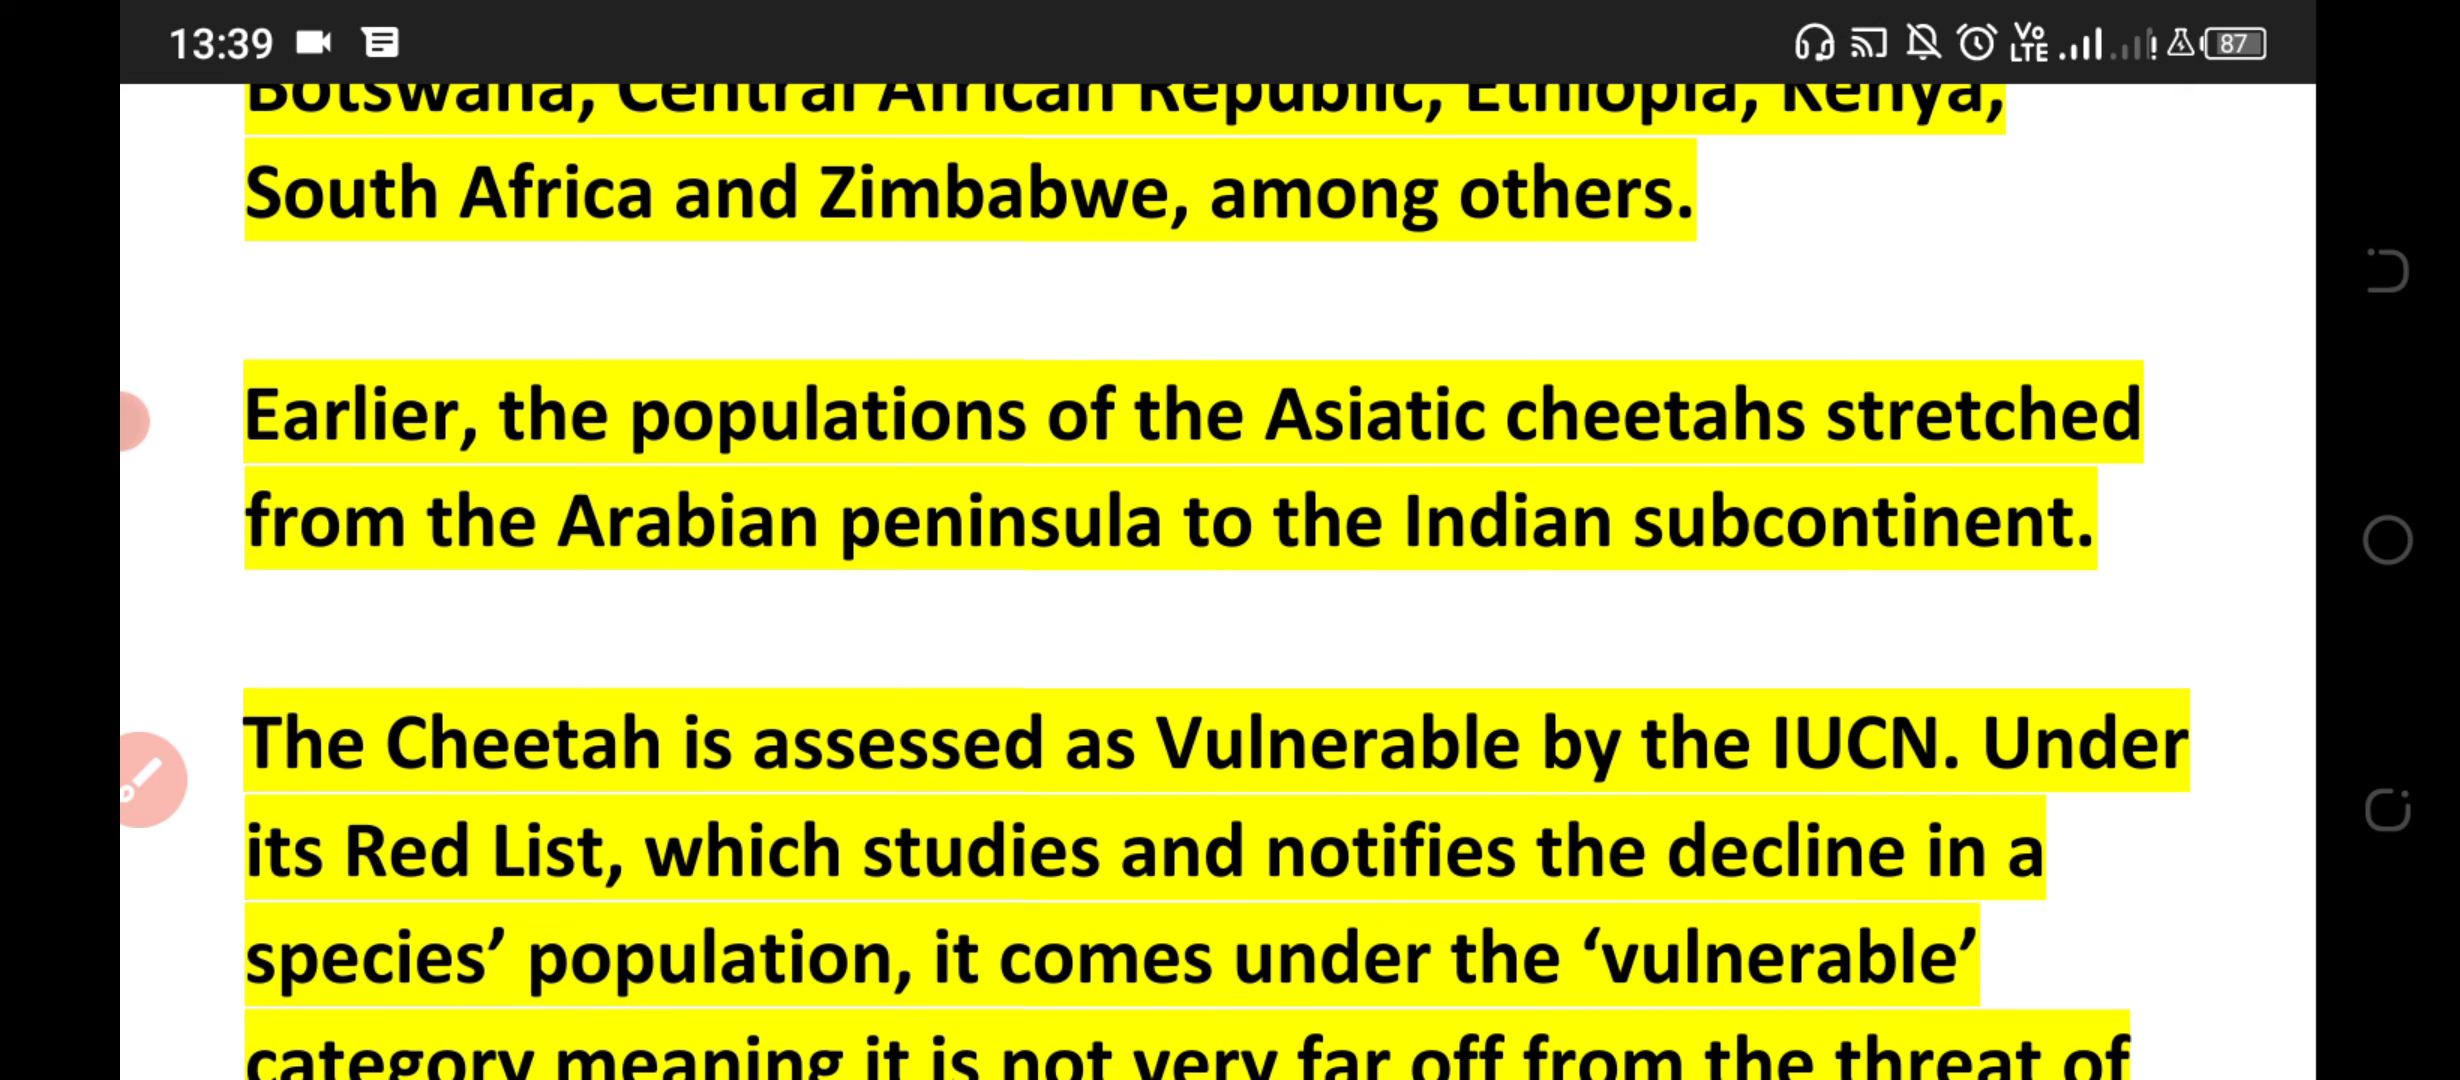 13:39 Vo LTE 87
Botswana, Central African Republic, Ethiopia, Kenya,
South Africa and Zimbabwe, among others.
Earlier, the populations of the Asiatic cheetahs stretched
from the Arabian peninsula to the Indian subcontinent.
The Cheetah is assessed as Vulnerable by the IUCN. Under
its Red List, which studies and notifies the decline in a
species’ population, it comes under the ‘vulnerable’
category meaning it is not very far off from the threat of